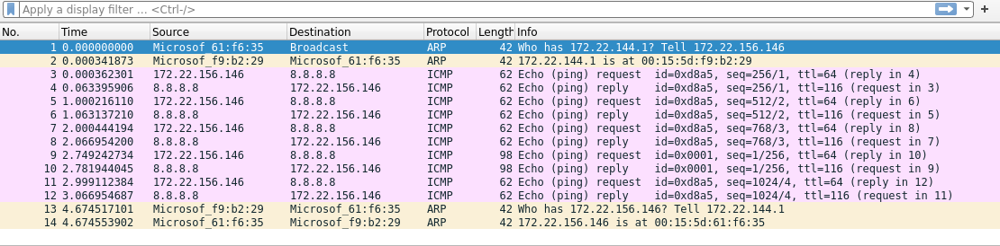 Apply a display filter … <Ctrl-/>
No. Time Source Destination Protocol Length Info
1 0.000000000 Microsof_61:f6:35 Broadcast ARP 42 Who has 172.22.144.1? Tell 172.22.156.146
2 0.000341873 Microsof_f9:b2:29 Microsof_61:f6:35 ARP 42 172.22.144.1 is at 00:15:5d:f9:b2:29
3 0.000362301 172.22.156.146 8.8.8.8 ICMP 62 Echo (ping) request id=0xd8a5, seq=256/1, ttl=64 (reply in 4)
4 0.063395906 8.8.8.8 172.22.156.146 ICMP 62 Echo (ping) reply id=0xd8a5, seq=256/1, ttl=116 (request in 3)
5 1.000216110 172.22.156.146 8.8.8.8 ICMP 62 Echo (ping) request id=0xd8a5, seq=512/2, ttl=64 (reply in 6)
6 1.063137210 8.8.8.8 172.22.156.146 ICMP 62 Echo (ping) reply id=0xd8a5, seq=512/2, ttl=116 (request in 5)
7 2.000444194 172.22.156.146 8.8.8.8 ICMP 62 Echo (ping) request id=0xd8a5, seq=768/3, ttl=64 (reply in 8)
8 2.066954200 8.8.8.8 172.22.156.146 ICMP 62 Echo (ping) reply id=0xd8a5, seq=768/3, ttl=116 (request in 7)
9 2.749242734 172.22.156.146 8.8.8.8 ICMP 98 Echo (ping) request id=0x0001, seq=1/256, ttl=64 (reply in 10)
10 2.781944045 8.8.8.8 172.22.156.146 ICMP 98 Echo (ping) reply id=0x0001, seq=1/256, ttl=116 (request in 9)
11 2.999112384 172.22.156.146 8.8.8.8 ICMP 62 Echo (ping) request id=0xd8a5, seq=1024/4, ttl=64 (reply in 12)
12 3.066954687 8.8.8.8 172.22.156.146 ICMP 62 Echo (ping) reply id=0xd8a5, seq=1024/4, ttl=116 (request in 11)
13 4.674517101 Microsof_f9:b2:29 Microsof_61:f6:35 ARP 42 Who has 172.22.156.146? Tell 172.22.144.1
14 4.674553902 Microsof_61:f6:35 Microsof_f9:b2:29 ARP 42 172.22.156.146 is at 00:15:5d:61:f6:35